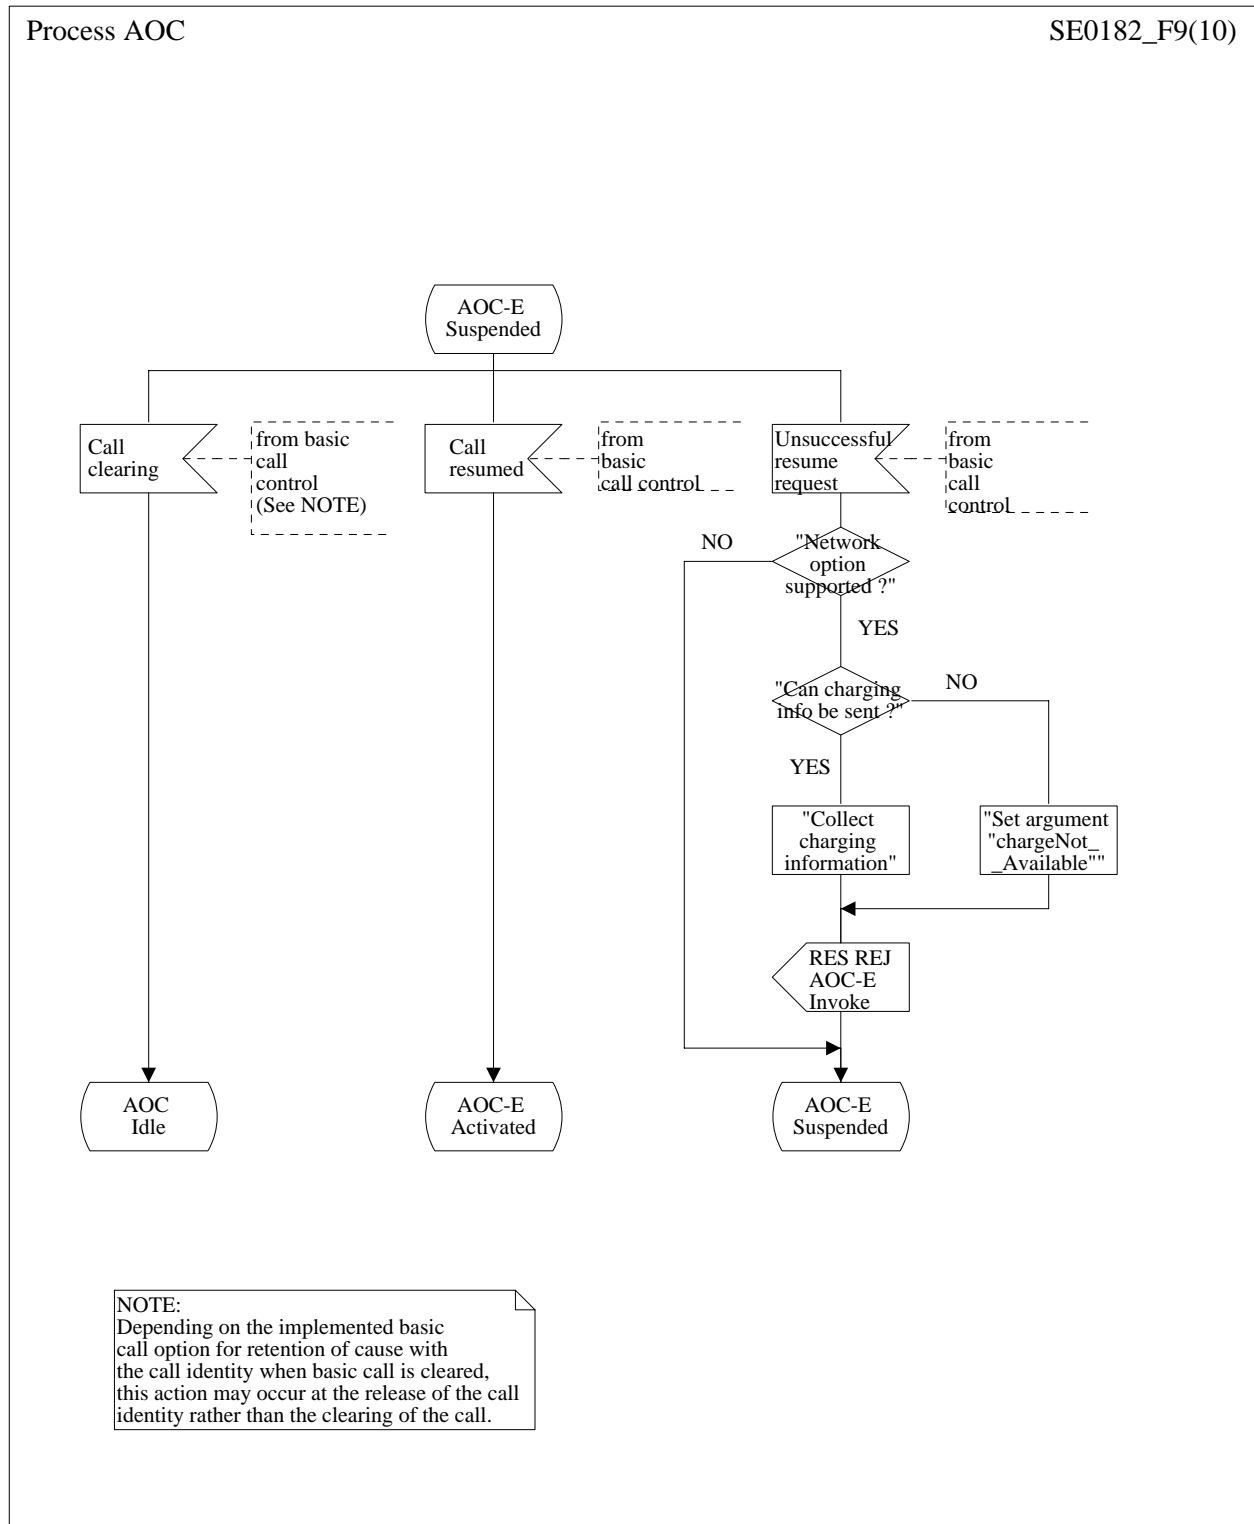 Process AOC
SE0182_F9(10)
AOC-E
Suspended
Call
clearing
from basic
call
control
(See NOTE)
Call
resumed
from
basic
call control
Unsuccessful
resume
request
from
basic
call
control
NO
"Network
option
supported ?"
YES
"Can charging
info be sent ?"
NO
YES
"Collect
charging
information"
"Set argument
"chargeNot_
_Available""
RES REJ
AOC-E
Invoke
AOC
Idle
AOC-E
Activated
AOC-E
Suspended
NOTE:
Depending on the implemented basic
call option for retention of cause with
the call identity when basic call is cleared,
this action may occur at the release of the call
identity rather than the clearing of the call.